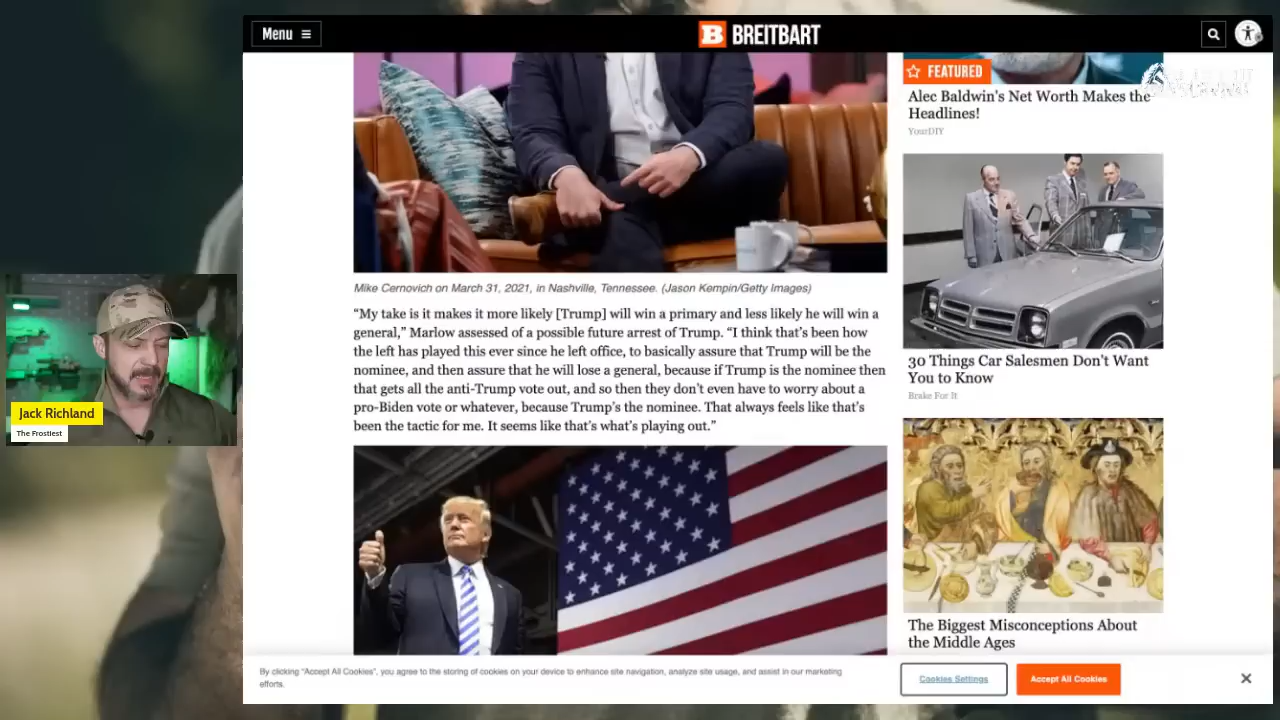 Menu
BREITBART
FEATURED
Alec Baldwin's Net Worth Makes the
Headlines!
YourDIY
Mike Cernovich on March 31, 2021, in Nashville, Tennessee. (Jason Kempin/Getty Images)
“My take is it makes it more likely [Trump] will win a primary and less likely he will win a
general,” Marlow assessed of a possible future arrest of Trump. “I think that’s been how
the left has played this ever since he left office, to basically assure that Trump will be the
nominee, and then assure that he will lose a general, because if Trump is the nominee then
that gets all the anti-Trump vote out, and so then they don’t even have to worry about a
pro-Biden vote or whatever, because Trump’s the nominee. That always feels like that’s
been the tactic for me. It seems like that’s what’s playing out.”
30 Things Car Salesmen Don't Want
You to Know
Brake For It
The Biggest Misconceptions About
the Middle Ages
Jack Richland
The Frostiest
By clicking “Accept All Cookies”, you agree to the storing of cookies on your device to enhance site navigation, analyze site usage, and assist in our marketing
efforts.
Cookies Settings
Accept All Cookies